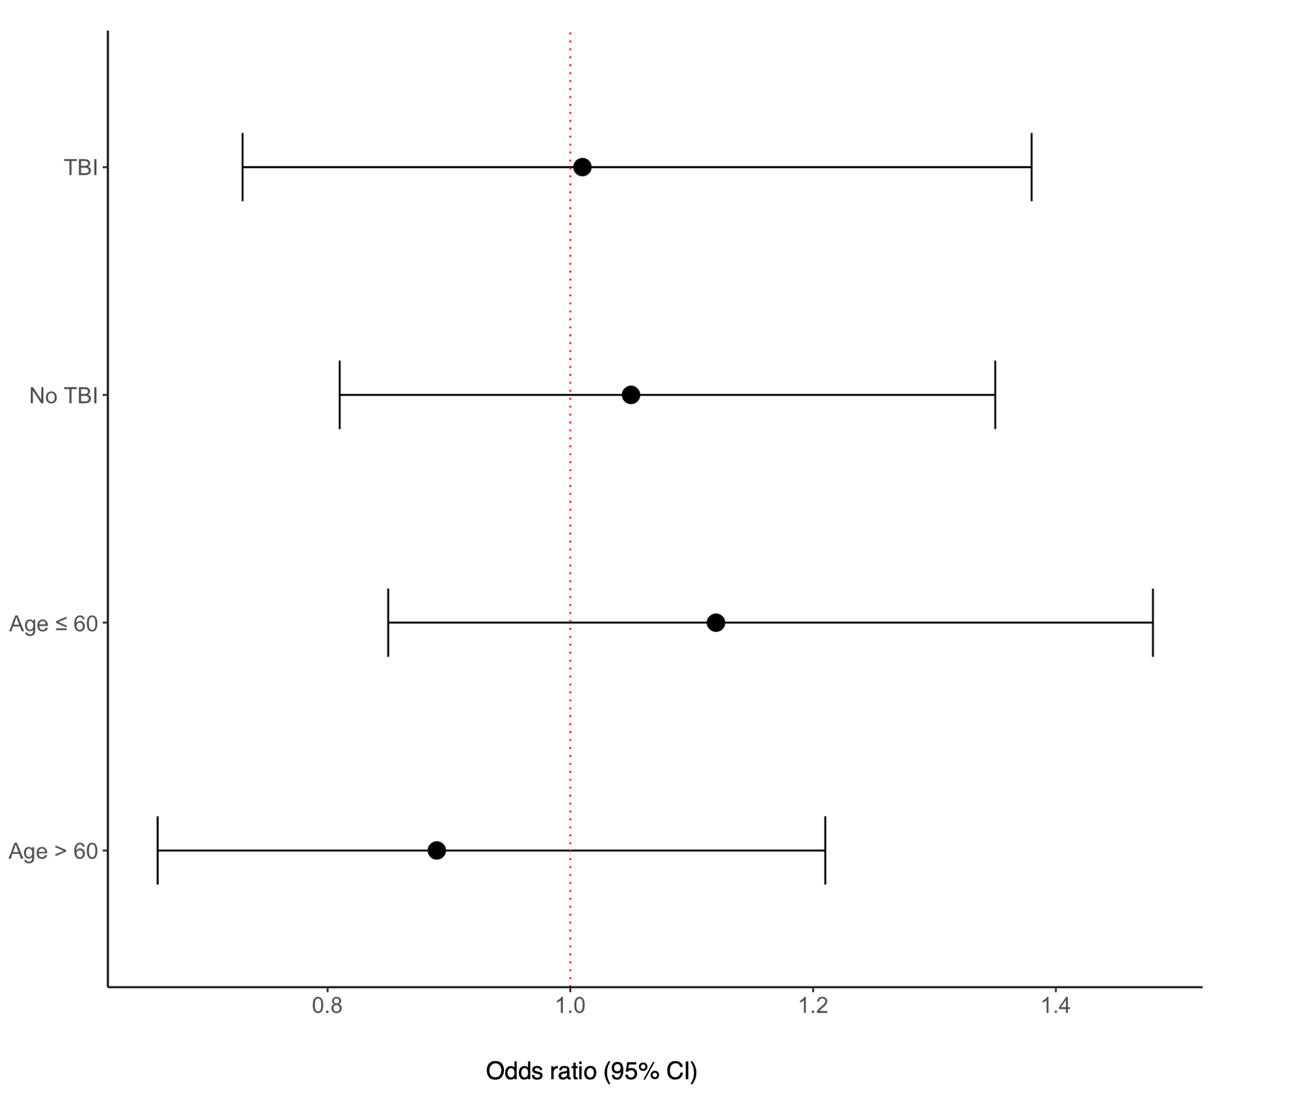 TBI
No TBI
Age ≤ 60
Age > 60
0.8 1.0 1.2 1.4
Odds ratio (95% CI)